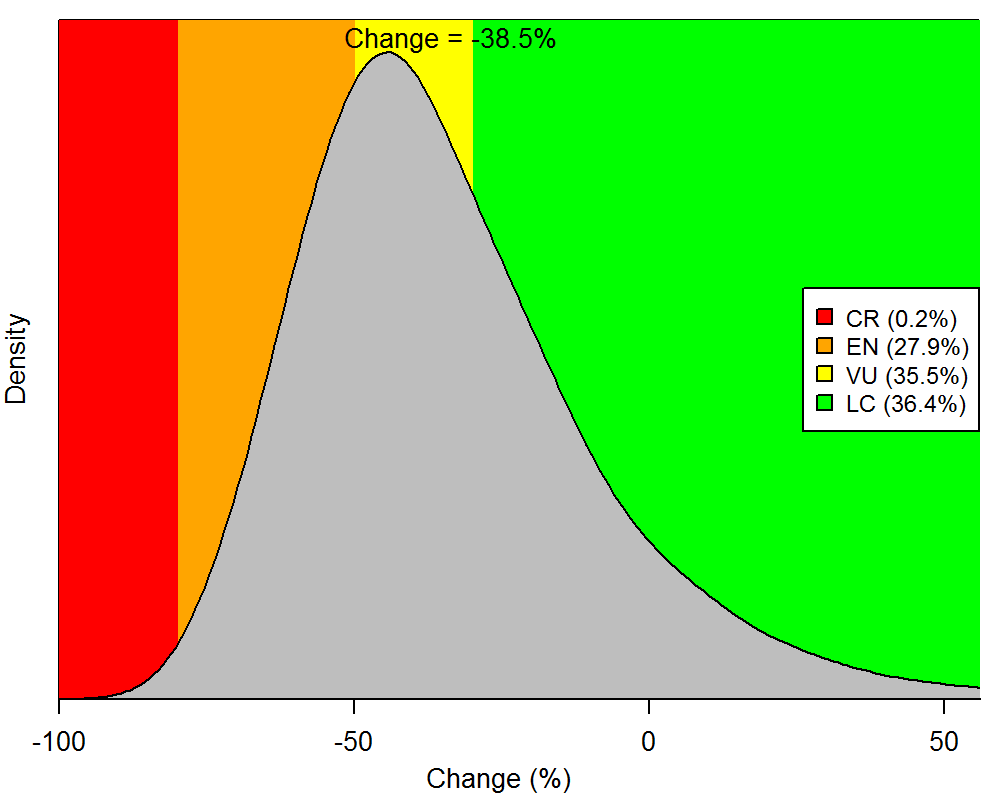 Change = -38.5%
Density
CR (0.2%)
EN (27.9%)
VU (35.5%)
LC (36.4%)
-100
-50
0
50
Change (%)